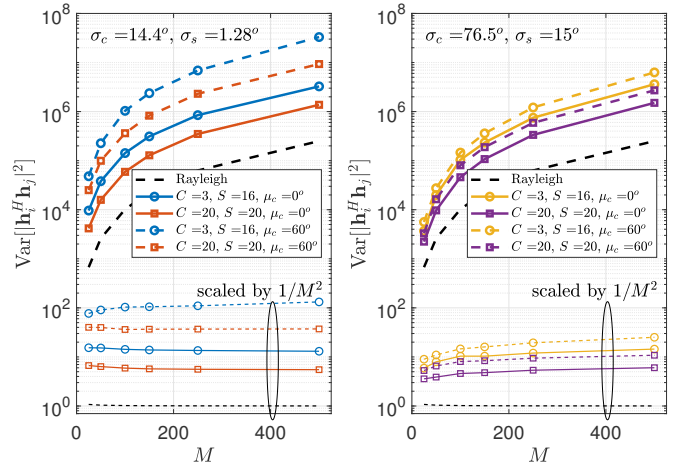 σ_c =14.4°, σ_s =1.28°
10^8
10^6
10^4
10^2
10^0
Var[|h_i^H h_j|^2]
Rayleigh
C =3, S =16, μ_c =0°
C =20, S =20, μ_c =0°
C =3, S =16, μ_c =60°
C =20, S =20, μ_c =60°
scaled by 1/M^2
0 200 400
M
σ_c =76.5°, σ_s =15°
10^8
10^6
10^4
10^2
10^0
Var[|h_i^H h_j|^2]
Rayleigh
C =3, S =16, μ_c =0°
C =20, S =20, μ_c =0°
C =3, S =16, μ_c =60°
C =20, S =20, μ_c =60°
scaled by 1/M^2
0 200 400
M